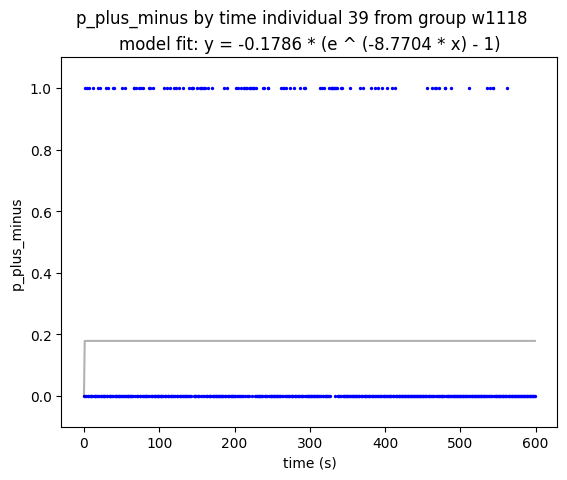 p_plus_minus by time individual 39 from group w1118
model fit: y = -0.1786 * (e ^ (-8.7704 * x) - 1)
1.0
0.8
0.6
0.4
0.2
0.0
p_plus_minus
0 100 200 300 400 500 600
time (s)